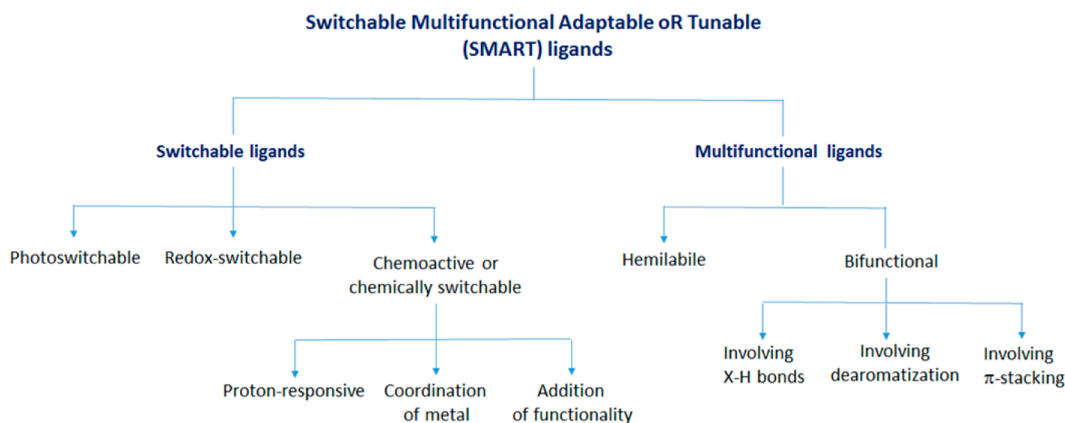 Switchable Multifunctional Adaptable oR Tunable
(SMART) ligands
Switchable ligands
Multifunctional ligands
Photoswitchable
Redox-switchable
Chemoactive or
chemically switchable
Hemilabile
Bifunctional
Proton-responsive
Coordination
of metal
Addition
of functionality
Involving
X-H bonds
Involving
dearomatization
Involving
π-stacking